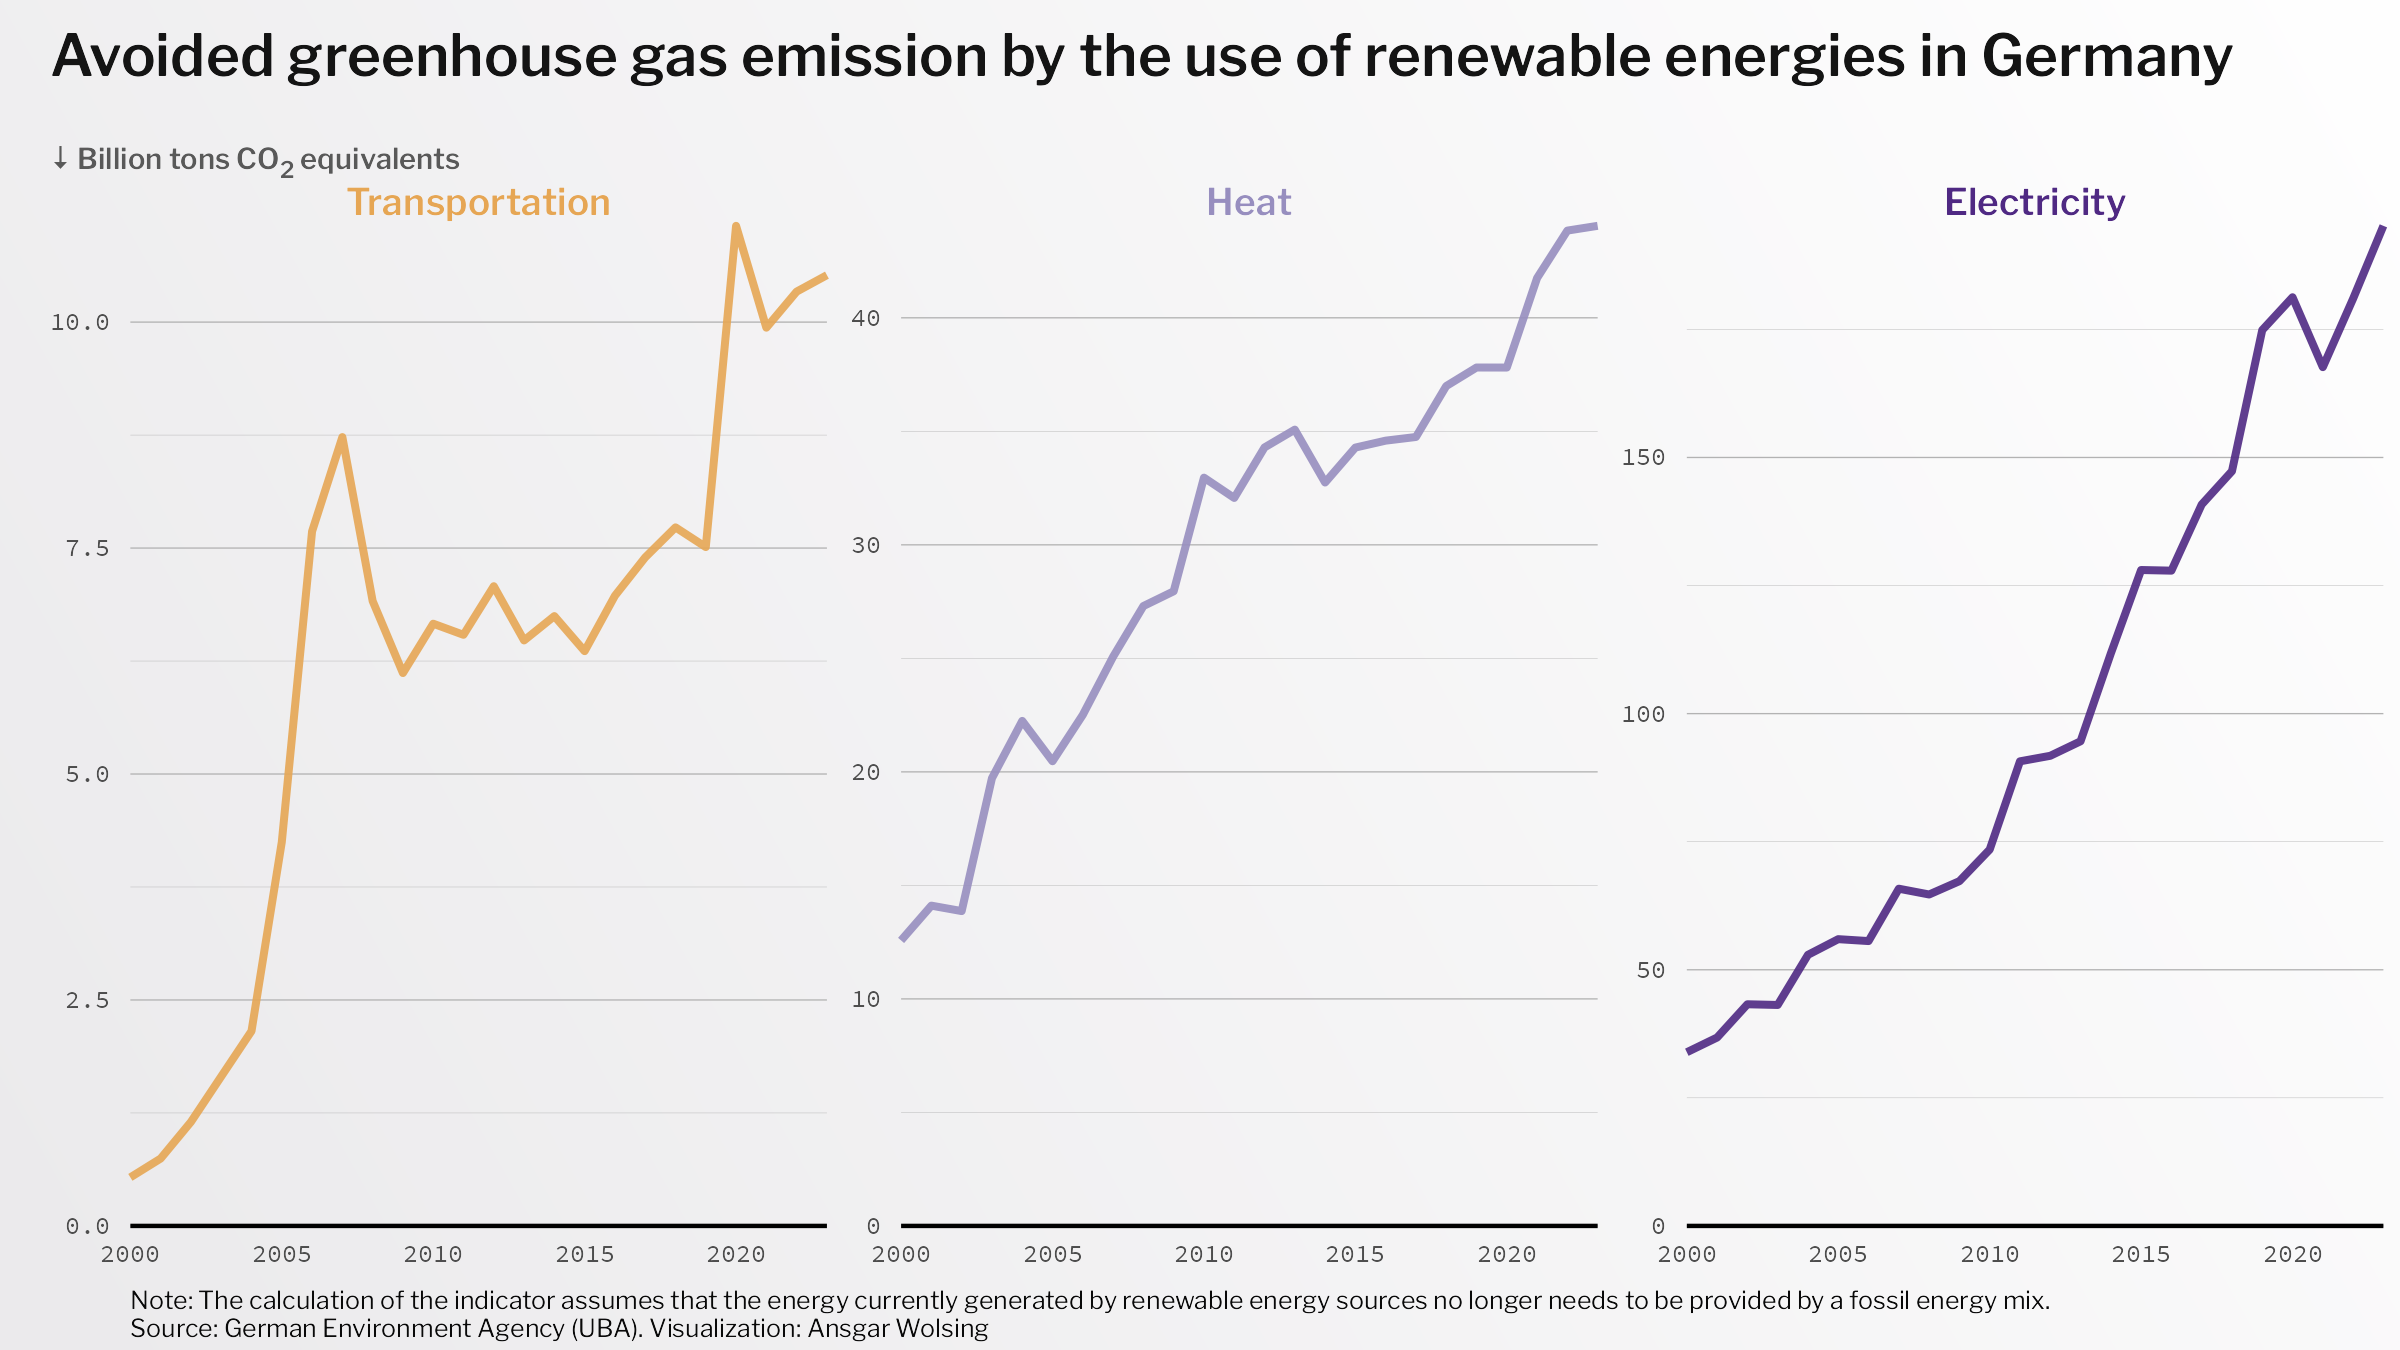 Avoided greenhouse gas emission by the use of renewable energies in Germany
↓ Billion tons CO₂ equivalents
Transportation
10.0
7.5
5.0
2.5
0.0
2000 2005 2010 2015 2020
Heat
40
30
20
10
0
2000 2005 2010 2015 2020
Electricity
150
100
50
0
2000 2005 2010 2015 2020
Note: The calculation of the indicator assumes that the energy currently generated by renewable energy sources no longer needs to be provided by a fossil energy mix.
Source: German Environment Agency (UBA). Visualization: Ansgar Wolsing